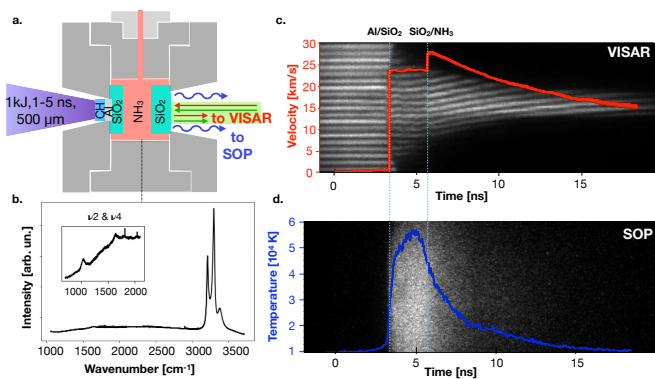 a.
1kJ,1-5 ns,
500 µm
CH
Al
SiO2
NH3
SiO2
to VISAR
to
SOP
b.
ν2 & ν4
1000 1500 2000
Intensity [arb. un.]
1000 1500 2000 2500 3000 3500
Wavenumber [cm-1]
c.
Al/SiO2 SiO2/NH3
VISAR
Velocity [km/s]
30
25
20
15
10
5
0
0 5 10 15
Time [ns]
d.
SOP
Temperature [10⁴ K]
6
5
4
3
2
1
0 5 10 15
Time [ns]